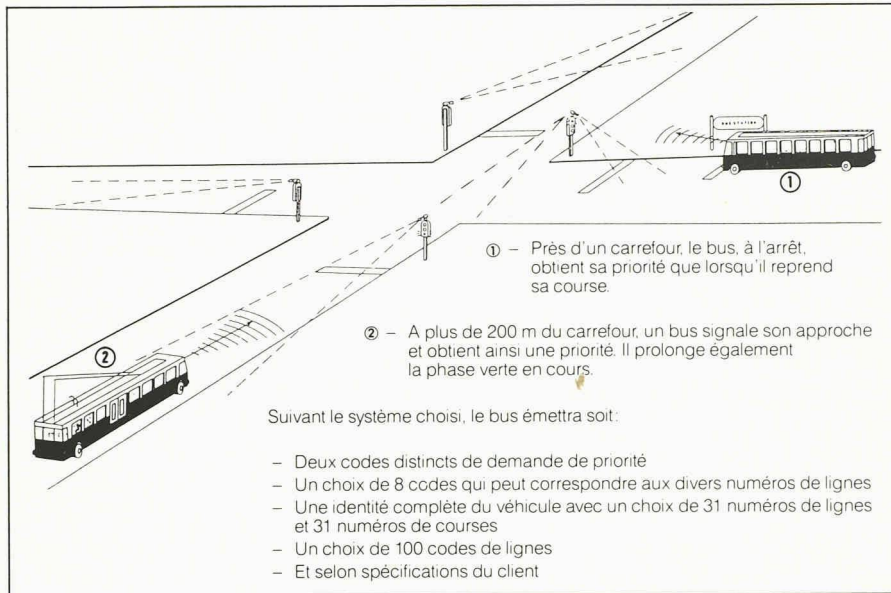 BUS STATION
①
① – Près d'un carrefour, le bus, à l'arrêt,
obtient sa priorité que lorsqu'il reprend
sa course.
②
② – A plus de 200 m du carrefour, un bus signale son approche
et obtient ainsi une priorité. Il prolonge également
la phase verte en cours.
Suivant le système choisi, le bus émettra soit:
– Deux codes distincts de demande de priorité
– Un choix de 8 codes qui peut correspondre aux divers numéros de lignes
– Une identité complète du véhicule avec un choix de 31 numéros de lignes
et 31 numéros de courses
– Un choix de 100 codes de lignes
– Et selon spécifications du client